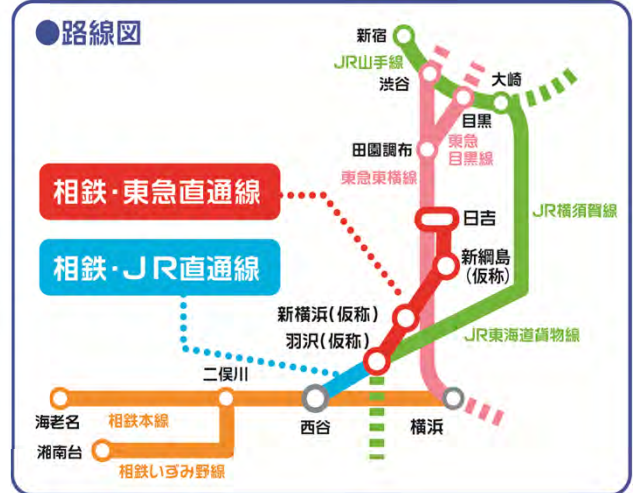 ●路線図
新宿
JR山手線
渋谷
大崎
目黒
田園調布
東急
目黒線
東急東横線
相鉄・東急直通線
日吉
JR横須賀線
相鉄・JR直通線
新綱島
(仮称)
新横浜(仮称)
羽沢(仮称)
JR東海道貨物線
二俣川
海老名
相鉄本線
西谷
横浜
湘南台
相鉄いずみ野線